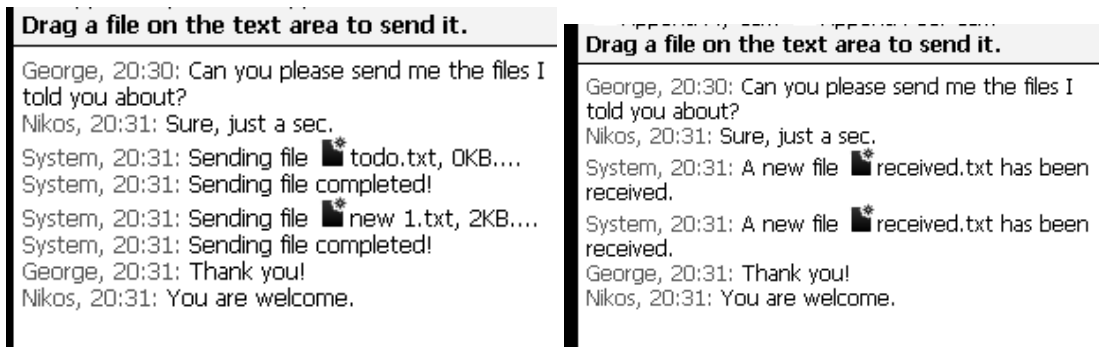 Drag a file on the text area to send it.
George, 20:30: Can you please send me the files I
told you about?
Nikos, 20:31: Sure, just a sec.
System, 20:31: Sending file todo.txt, 0KB....
System, 20:31: Sending file completed!
System, 20:31: Sending file new 1.txt, 2KB....
System, 20:31: Sending file completed!
George, 20:31: Thank you!
Nikos, 20:31: You are welcome.
Drag a file on the text area to send it.
George, 20:30: Can you please send me the files I
told you about?
Nikos, 20:31: Sure, just a sec.
System, 20:31: A new file received.txt has been
received.
System, 20:31: A new file received.txt has been
received.
George, 20:31: Thank you!
Nikos, 20:31: You are welcome.